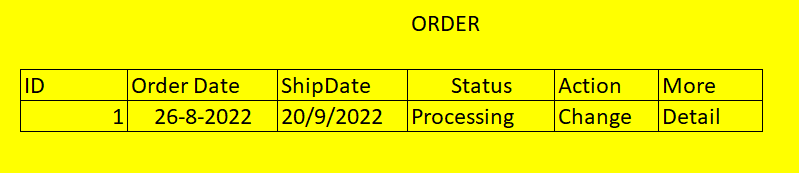 ORDER
ID Order Date ShipDate Status Action More
1 26-8-2022 20/9/2022 Processing Change Detail